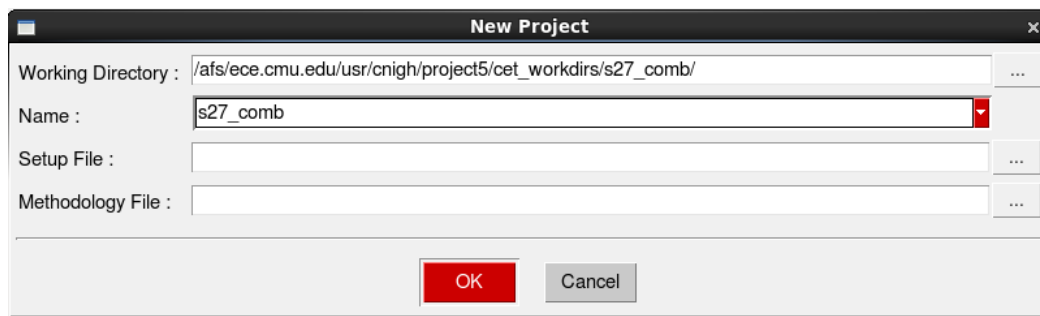 New Project
Working Directory : /afs/ece.cmu.edu/usr/cnigh/project5/cet_workdirs/s27_comb/ ...
Name : s27_comb
Setup File : ...
Methodology File : ...
OK Cancel